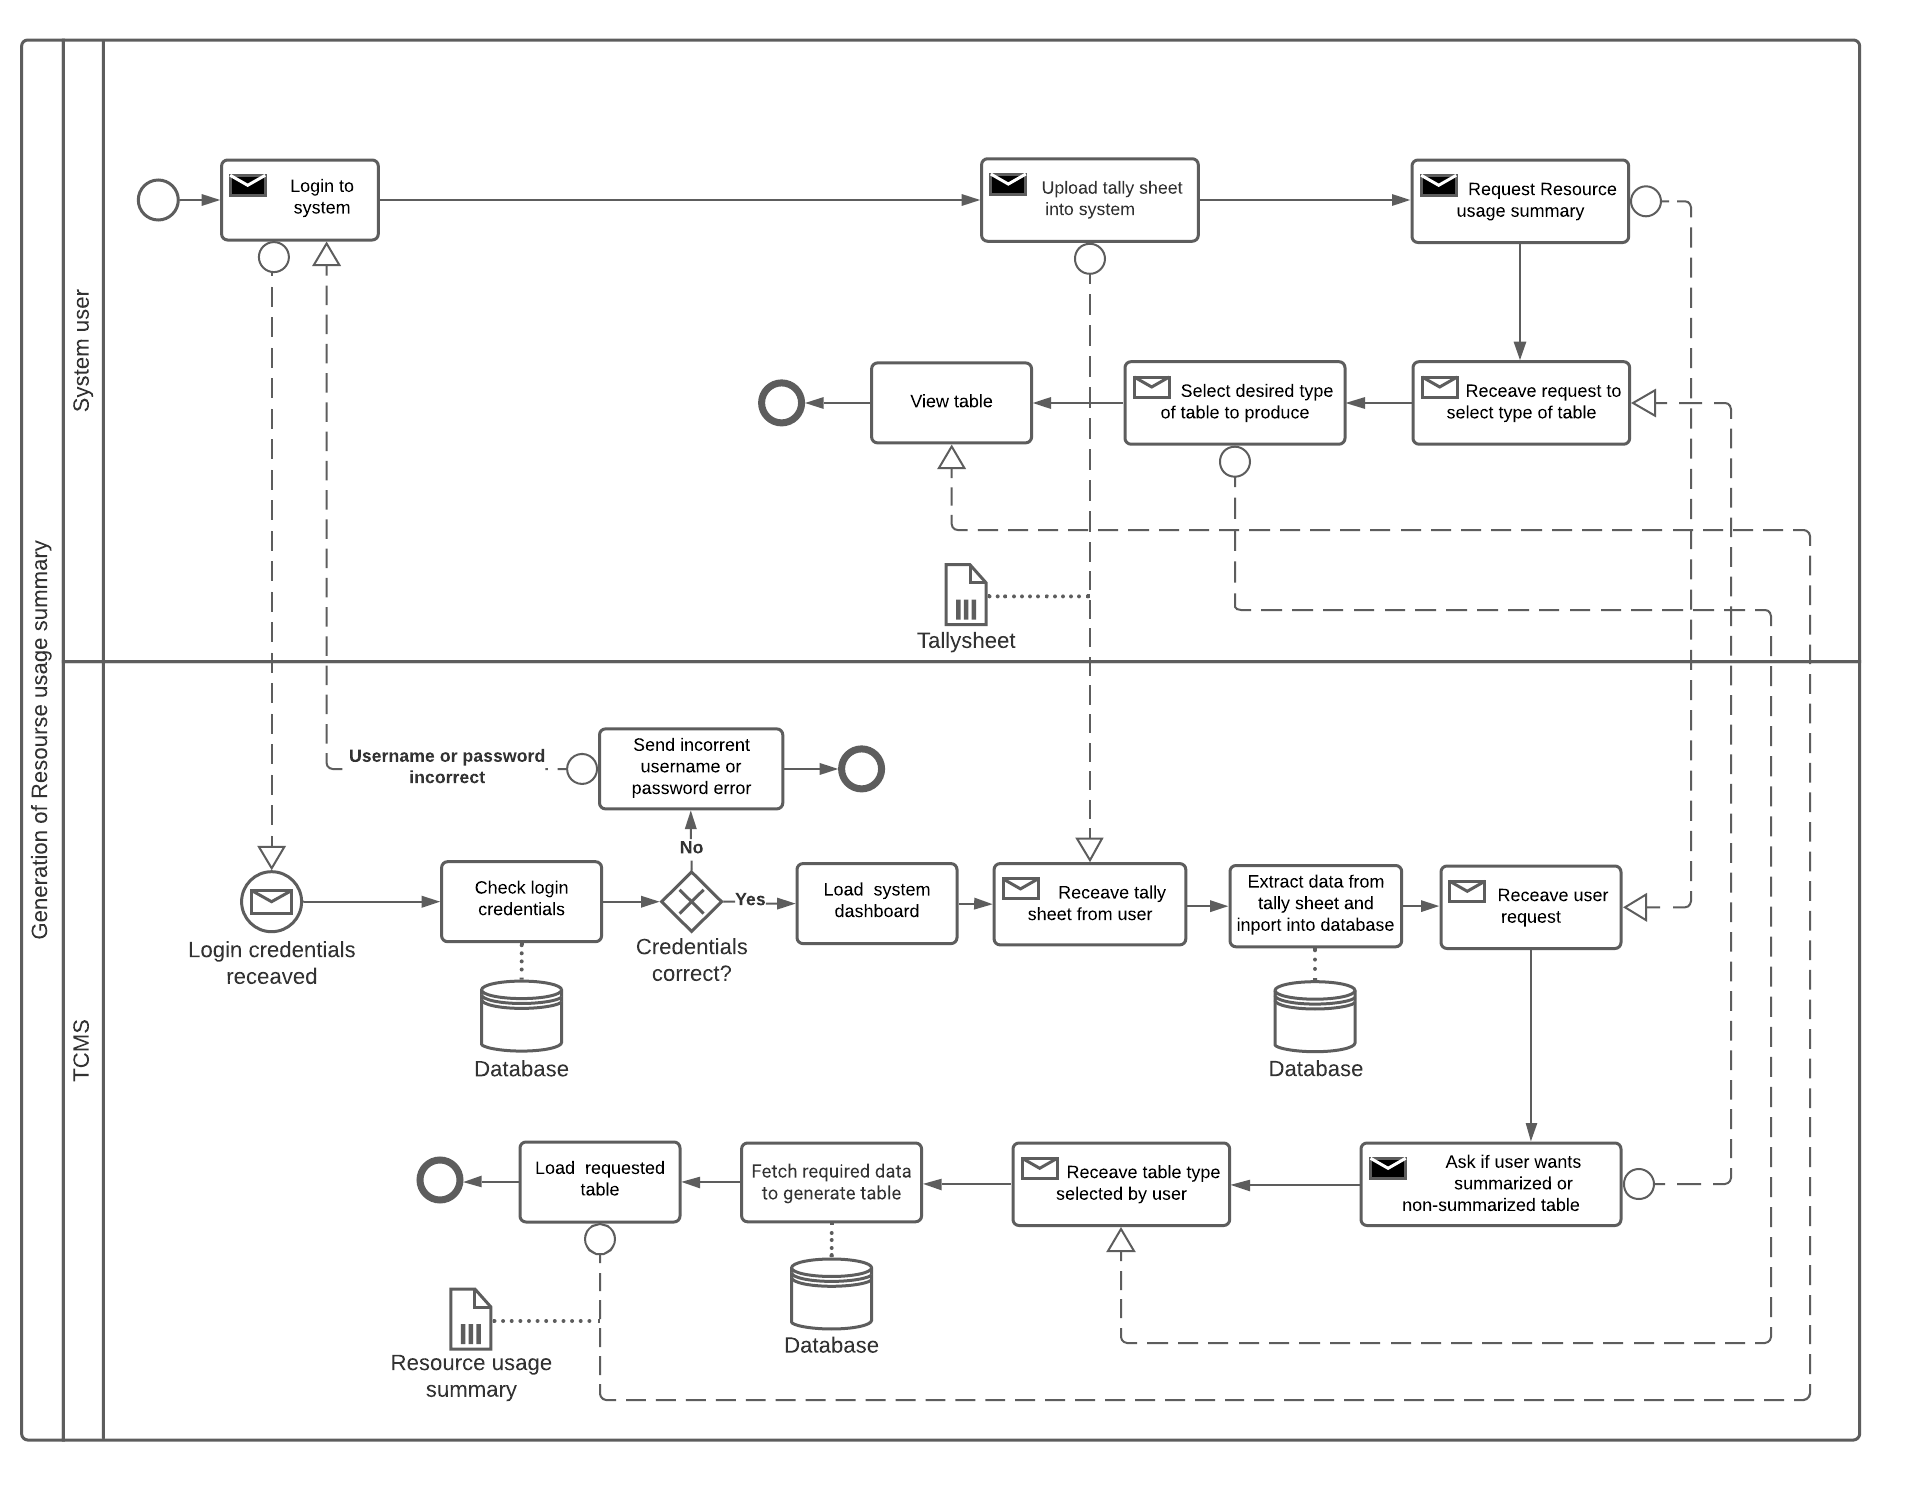 Generation of Resourse usage summary
System user
Login to
system
Upload tally sheet
into system
Request Resource
usage summary
View table
Select desired type
of table to produce
Receave request to
select type of table
Tallysheet
TCMS
Username or password
incorrect
Send incorrent
username or
password error
No
Login credentials
receaved
Check login
credentials
Credentials
correct?
Yes
Load system
dashboard
Receave tally
sheet from user
Extract data from
tally sheet and
inport into database
Receave user
request
Database
Database
Load requested
table
Fetch required data
to generate table
Receave table type
selected by user
Ask if user wants
summarized or
non-summarized table
Database
Resource usage
summary